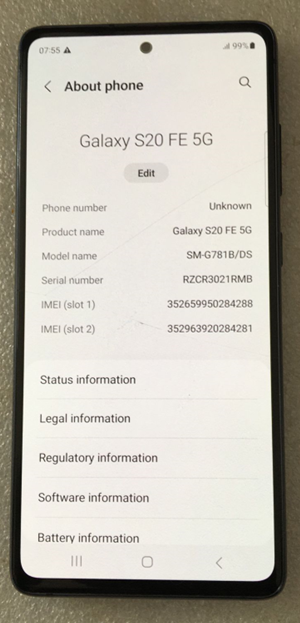 07:55 99%
About phone
Galaxy S20 FE 5G
Edit
Phone number Unknown
Product name Galaxy S20 FE 5G
Model name SM-G781B/DS
Serial number RZCR3021RMB
IMEI (slot 1) 352659950284288
IMEI (slot 2) 352963920284281
Status information
Legal information
Regulatory information
Software information
Battery information